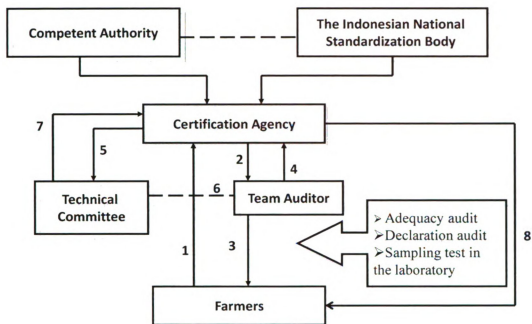 Competent Authority
The Indonesian National
Standardization Body
Certification Agency
7
5
2
4
6
Technical
Committee
Team Auditor
1
3
➢ Adequacy audit
➢ Declaration audit
➢ Sampling test in
the laboratory
8
Farmers